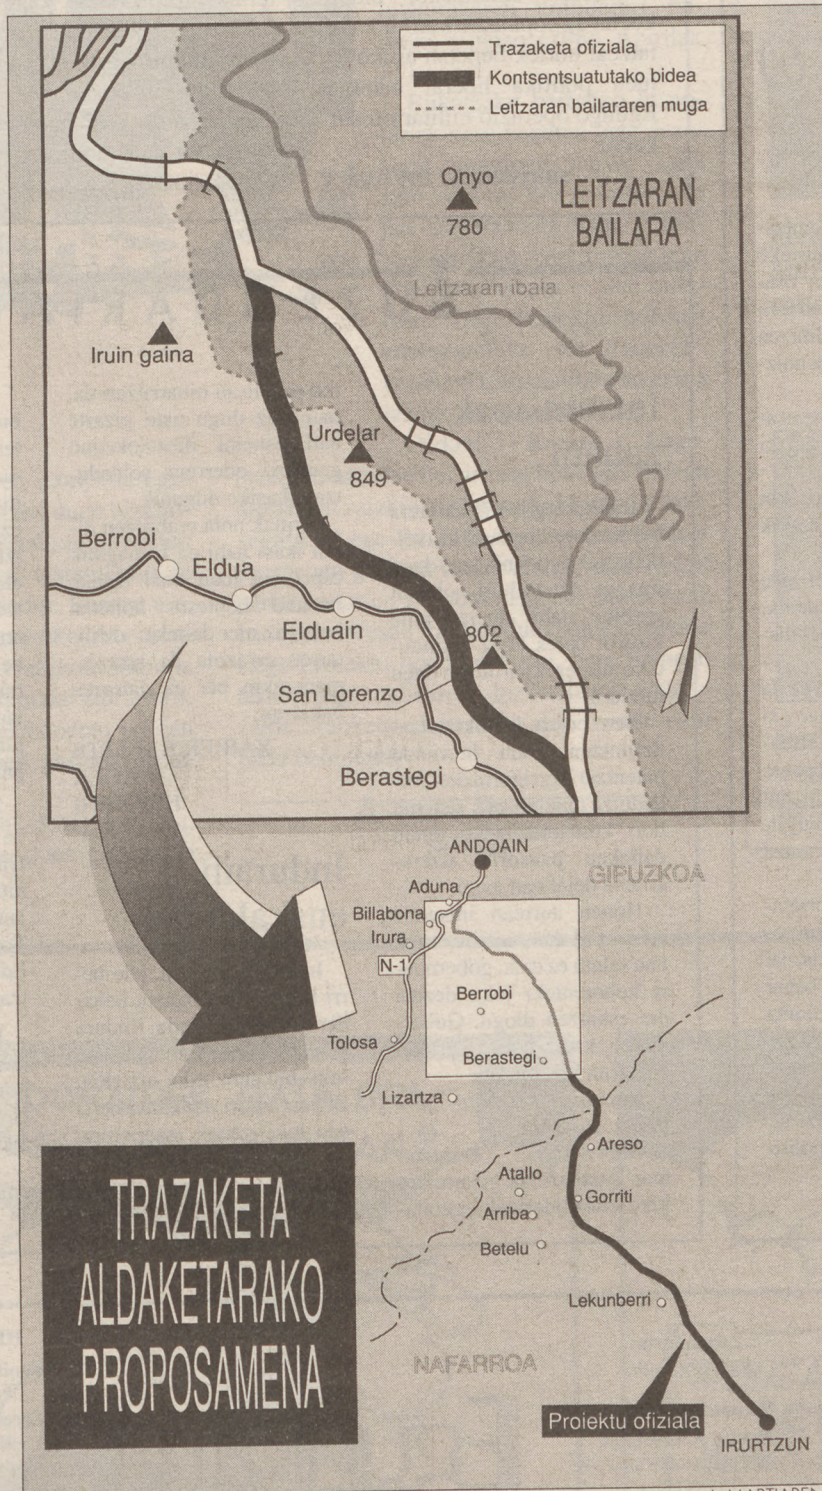 Trazaketa ofiziala
Kontsentsuatutako bidea
Leitzaran bailararen muga
Onyo
780
LEITZARAN
BAILARA
Leitzaran ibaia
Iruin gaina
Urdelar
849
Berrobi
Eldua
Elduain
802
San Lorenzo
Berastegi
ANDOAIN
GIPUZKOA
Aduna
Billabona
Irura
N-1
Berrobi
Tolosa
Berastegi
Lizartza
Areso
Atallo
Gorriti
Arriba
Betelu
Lekunberri
NAFARROA
Proiektu ofiziala
IRURTZUN
TRAZAKETA
ALDAKETARAKO
PROPOSAMENA